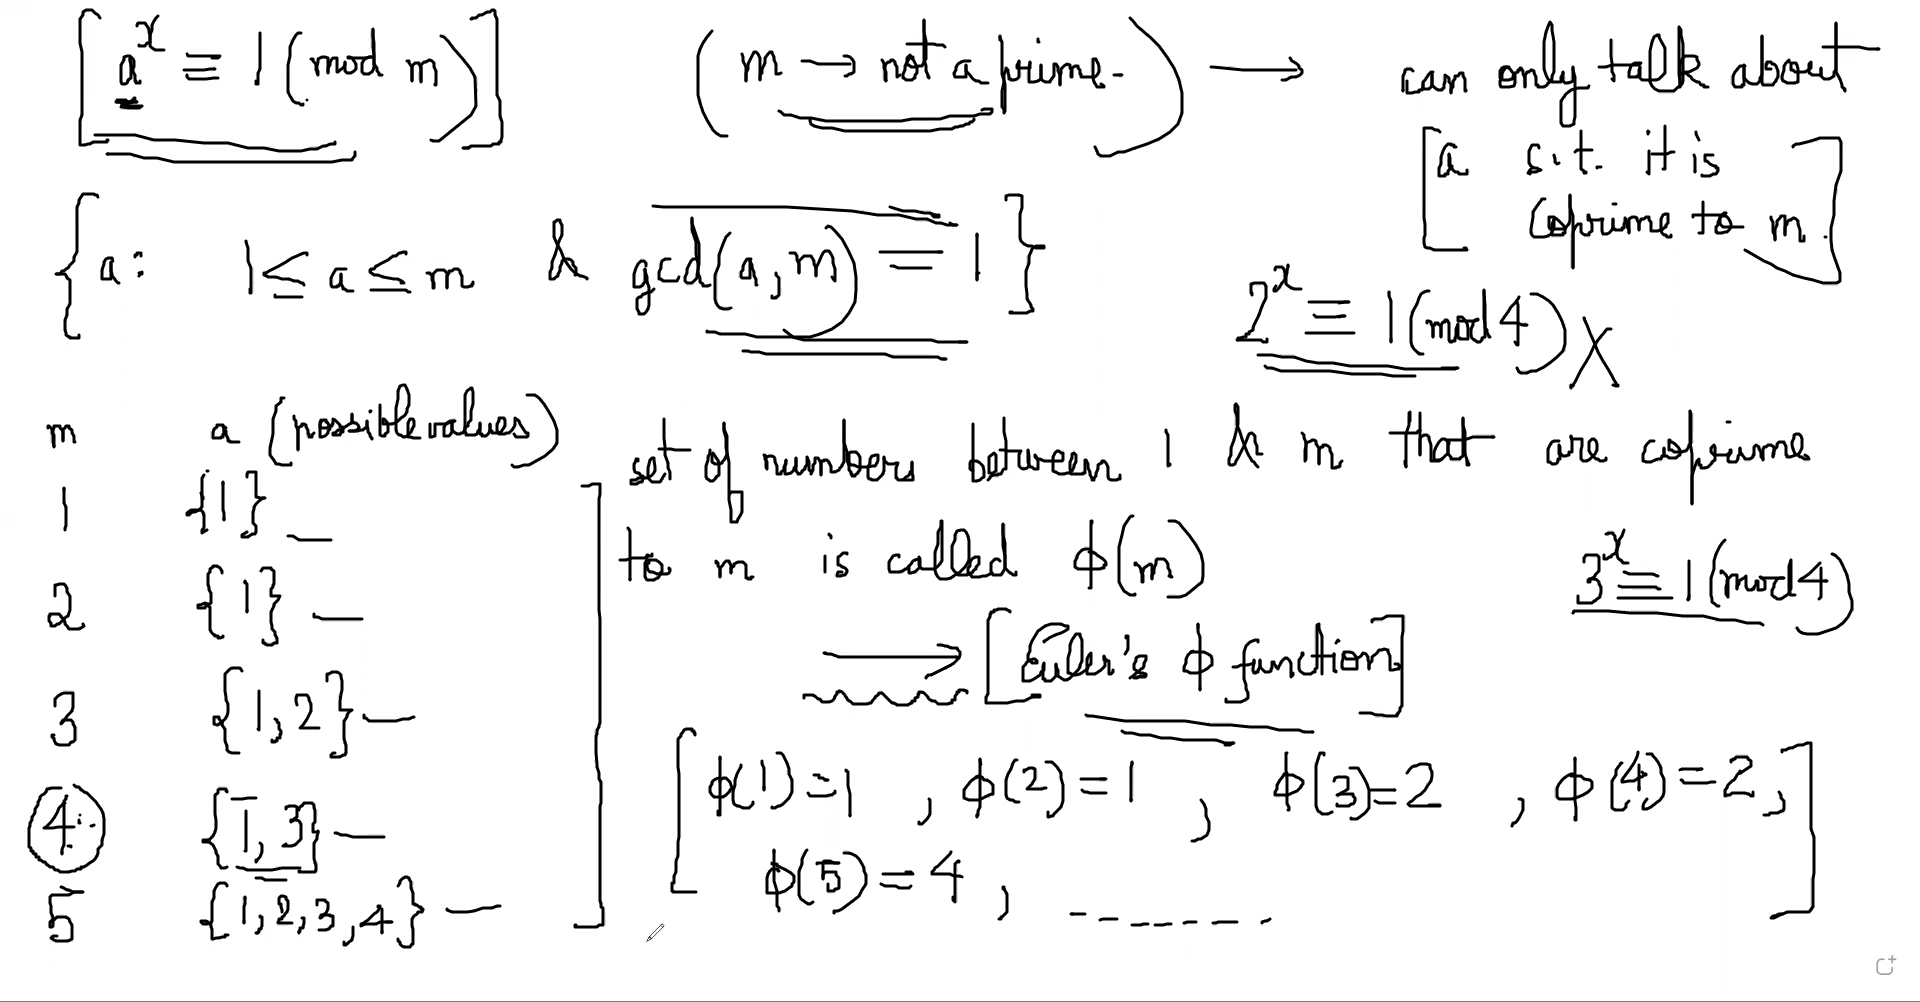 [a^x ≡ 1 (mod m)] (m → not a prime.) → can only talk about
[a s.t. it is
coprime to m.]
{a: 1 ≤ a ≤ m & gcd(a, m) = 1}
2^x ≡ 1 (mod 4) X
m a (possible values)
1 {1} _
2 {1} —
3 {1, 2} —
4 {1, 3} —
5 {1, 2, 3, 4} —
set of numbers between 1 & m that are coprime
to m is called ϕ(m)
3^x ≡ 1 (mod 4)
→ [Euler's ϕ function]
[ϕ(1) = 1 , ϕ(2) = 1 , ϕ(3) = 2 , ϕ(4) = 2 ,
ϕ(5) = 4 , - - - - - - - .]